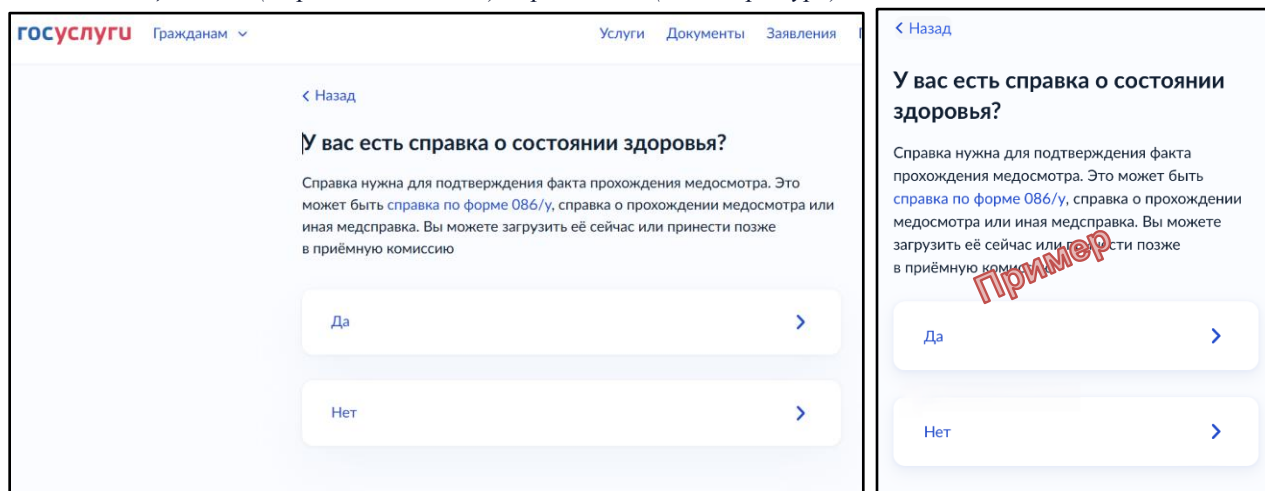 госуслуги Гражданам Услуги Документы Заявления
Назад
У вас есть справка о состоянии здоровья?
Справка нужна для подтверждения факта прохождения медосмотра. Это
может быть справка по форме 086/у, справка о прохождении медосмотра или
иная медсправка. Вы можете загрузить её сейчас или принести позже
в приёмную комиссию
Да
Нет
Назад
У вас есть справка о состоянии
здоровья?
Справка нужна для подтверждения факта
прохождения медосмотра. Это может быть
справка по форме 086/у, справка о прохождении
медосмотра или иная медсправка. Вы можете
загрузить её сейчас или принести позже
в приёмную комиссию
Пример
Да
Нет